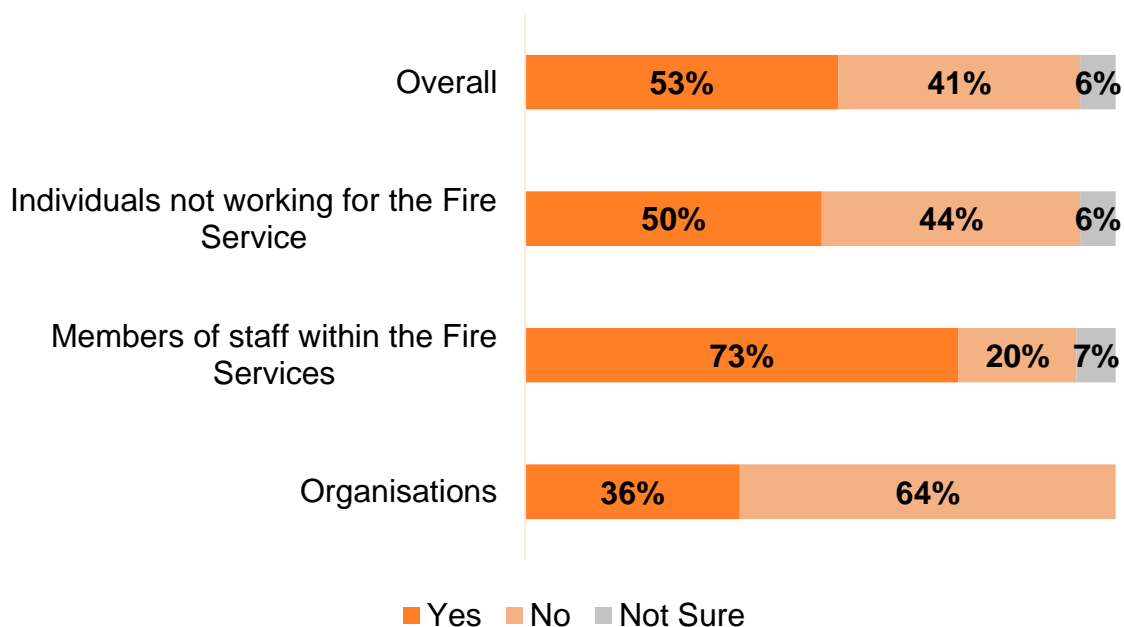 Overall
53% 41% 6%
Individuals not working for the Fire
Service
50% 44% 6%
Members of staff within the Fire
Services
73% 20% 7%
Organisations
36% 64%
Yes No Not Sure